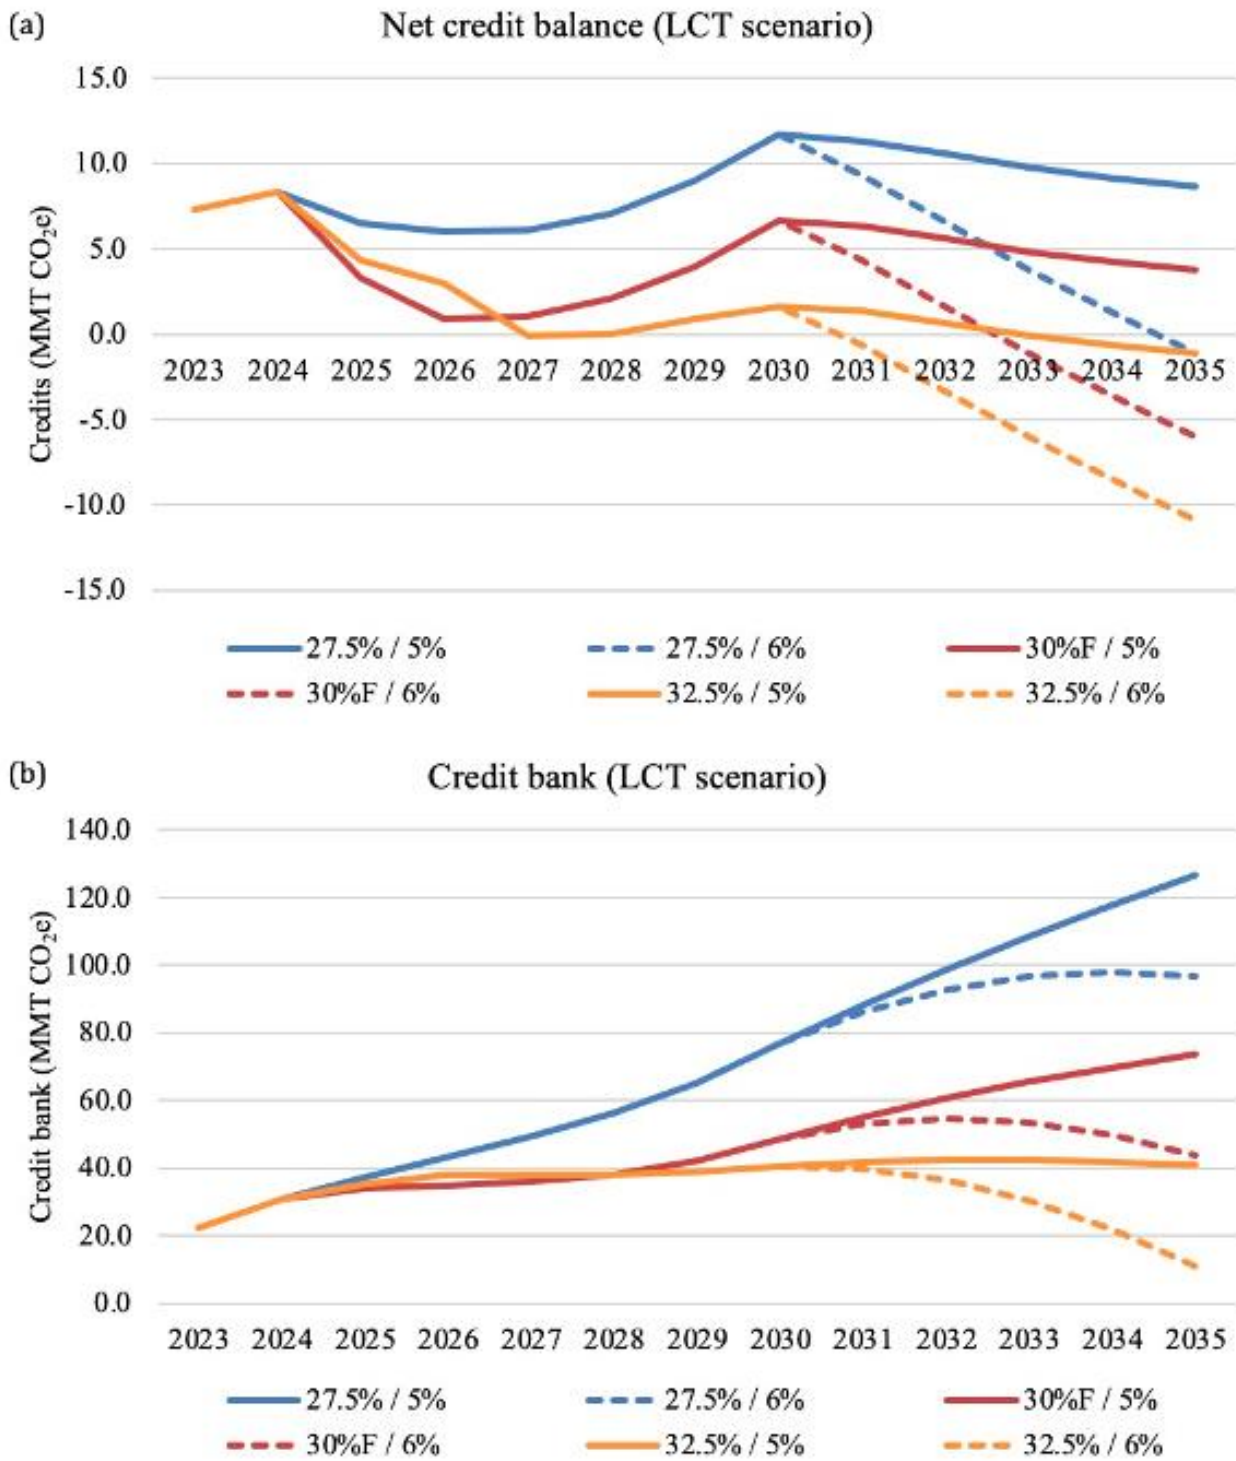 (a)
Net credit balance (LCT scenario)
Credits (MMT CO₂e)
15.0
10.0
5.0
0.0
-5.0
-10.0
-15.0
2023 2024 2025 2026 2027 2028 2029 2030 2031 2032 2033 2034 2035
27.5% / 5% 27.5% / 6% 30%F / 5%
30%F / 6% 32.5% / 5% 32.5% / 6%
(b)
Credit bank (LCT scenario)
Credit bank (MMT CO₂e)
140.0
120.0
100.0
80.0
60.0
40.0
20.0
0.0
2023 2024 2025 2026 2027 2028 2029 2030 2031 2032 2033 2034 2035
27.5% / 5% 27.5% / 6% 30%F / 5%
30%F / 6% 32.5% / 5% 32.5% / 6%